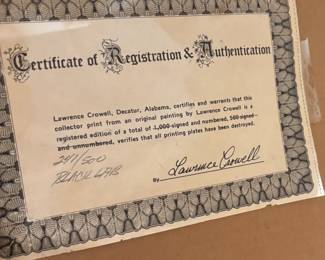 Certificate of Registration & Authentication
Lawrence Crowell, Decatur, Alabama, certifies and warrants that this
collector print from an original painting by Lawrence Crowell is a
registered edition of a total of 1,000 signed and numbered, 500 signed
and unnumbered, verifies that all printing plates have been destroyed.
241/500
BLACK LAB
By Lawrence Crowell